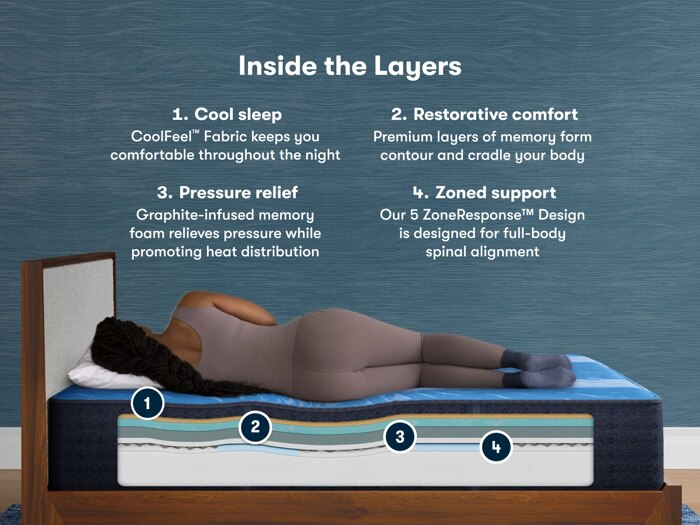 Inside the Layers
1. Cool sleep
CoolFeel™ Fabric keeps you
comfortable throughout the night
2. Restorative comfort
Premium layers of memory form
contour and cradle your body
3. Pressure relief
Graphite-infused memory
foam relieves pressure while
promoting heat distribution
4. Zoned support
Our 5 ZoneResponse™ Design
is designed for full-body
spinal alignment
1
2
3
4